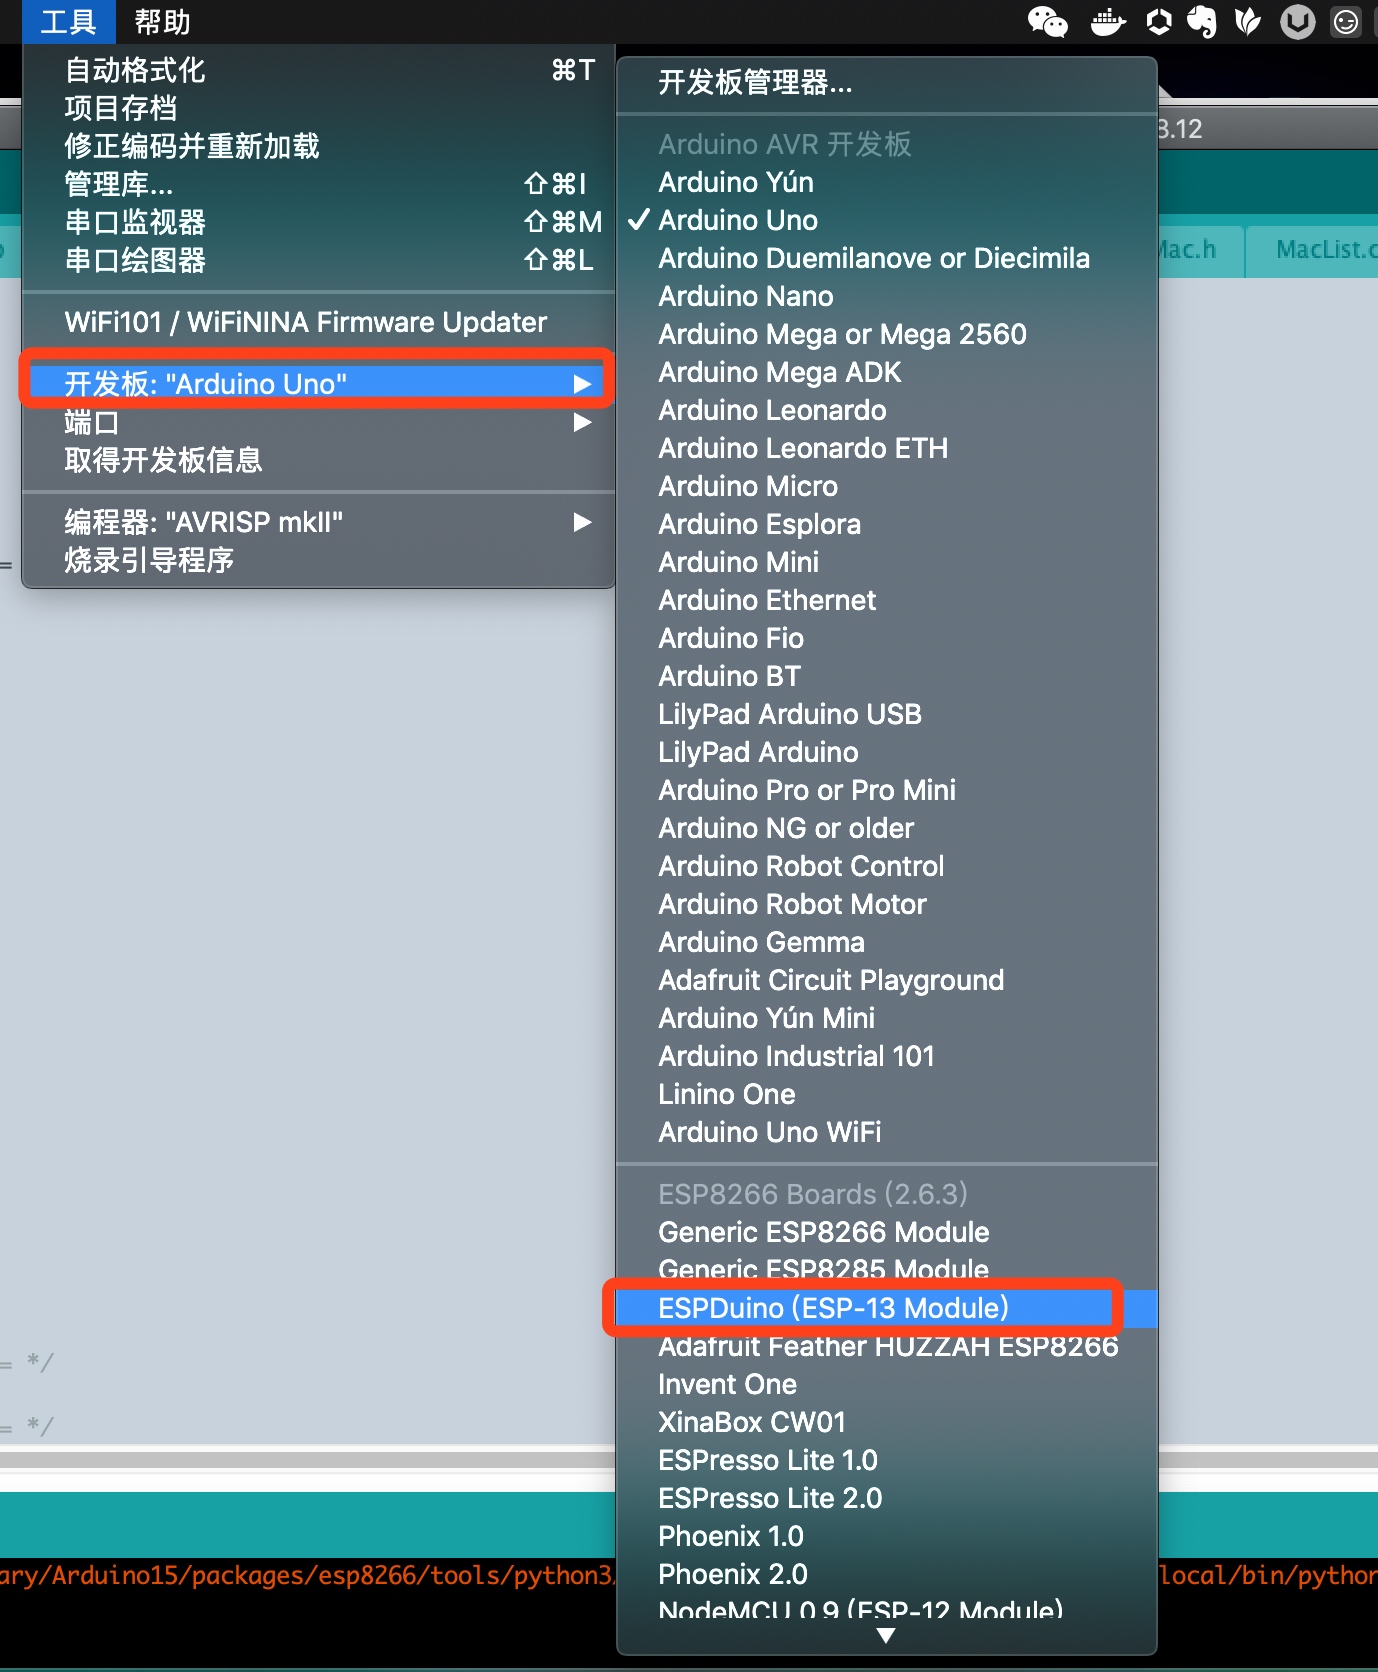 工具 帮助
自动格式化 ⌘T
项目存档
修正编码并重新加载
管理库... ⇧⌘I
串口监视器 ⇧⌘M
串口绘图器 ⇧⌘L
WiFi101 / WiFiNINA Firmware Updater
开发板: "Arduino Uno"
端口
取得开发板信息
编程器: "AVRISP mkII"
烧录引导程序
开发板管理器...
Arduino AVR 开发板
Arduino Yún
✓ Arduino Uno
Arduino Duemilanove or Diecimila
Arduino Nano
Arduino Mega or Mega 2560
Arduino Mega ADK
Arduino Leonardo
Arduino Leonardo ETH
Arduino Micro
Arduino Esplora
Arduino Mini
Arduino Ethernet
Arduino Fio
Arduino BT
LilyPad Arduino USB
LilyPad Arduino
Arduino Pro or Pro Mini
Arduino NG or older
Arduino Robot Control
Arduino Robot Motor
Arduino Gemma
Adafruit Circuit Playground
Arduino Yún Mini
Arduino Industrial 101
Linino One
Arduino Uno WiFi
ESP8266 Boards (2.6.3)
Generic ESP8266 Module
Generic ESP8285 Module
ESPDuino (ESP-13 Module)
Adafruit Feather HUZZAH ESP8266
Invent One
XinaBox CW01
ESPresso Lite 1.0
ESPresso Lite 2.0
Phoenix 1.0
Phoenix 2.0
NodeMCU 0.9 (ESP-12 Module)
8.12
Mac.h MacList.c
=
= */
= */
ary/Arduino15/packages/esp8266/tools/python3/
local/bin/python